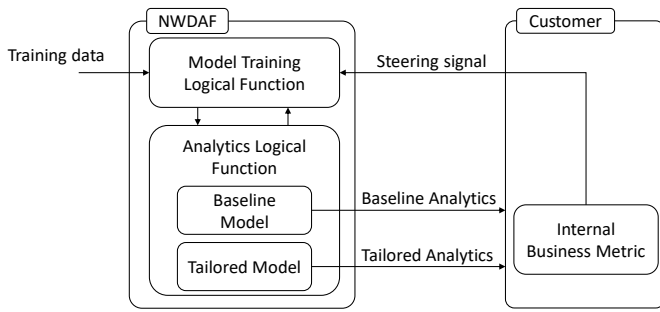 NWDAF
Customer
Training data
Model Training
Logical Function
Steering signal
Analytics Logical
Function
Baseline
Model
Baseline Analytics
Tailored Model
Tailored Analytics
Internal
Business Metric